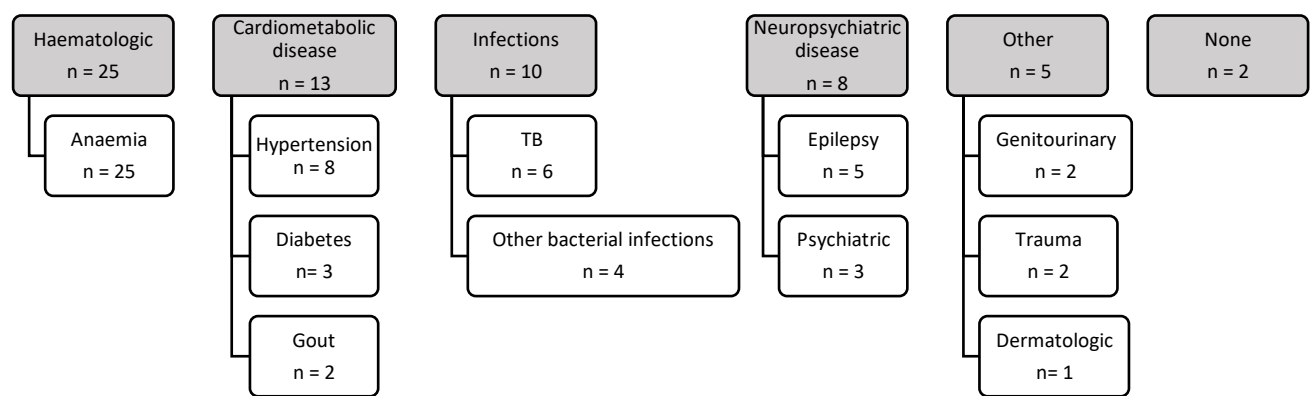 Haematologic
n = 25
Anaemia
n = 25
Cardiometabolic
disease
n = 13
Hypertension
n = 8
Diabetes
n= 3
Gout
n = 2
Infections
n = 10
TB
n = 6
Other bacterial infections
n = 4
Neuropsychiatric
disease
n = 8
Epilepsy
n = 5
Psychiatric
n = 3
Other
n = 5
Genitourinary
n = 2
Trauma
n = 2
Dermatologic
n= 1
None
n = 2